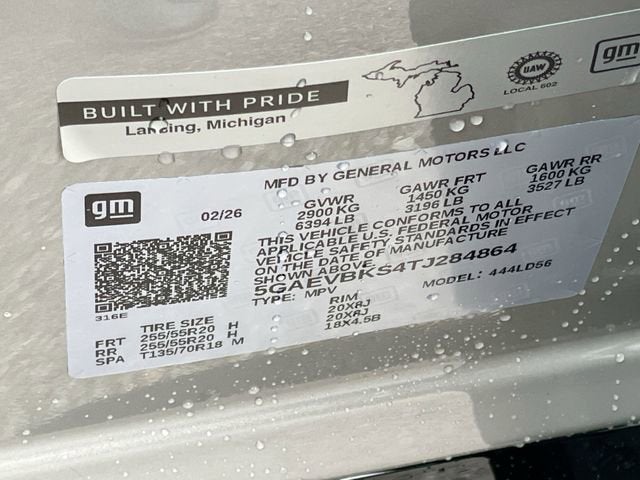 BUILT WITH PRIDE
Lansing, Michigan
UAW
LOCAL 602
gm
MFD BY GENERAL MOTORS LLC
gm
02/26
GVWR GAWR FRT GAWR RR
2900 KG 1450 KG 1600 KG
6394 LB 3196 LB 3527 LB
THIS VEHICLE CONFORMS TO ALL
APPLICABLE U.S. FEDERAL MOTOR
VEHICLE SAFETY STANDARDS IN EFFECT
ON THE DATE OF MANUFACTURE
SHOWN ABOVE.
5GAEVBKS4TJ284864
TYPE: MPV MODEL: 444LD56
316E
TIRE SIZE RIM
FRT 255/55R20 H 20X8J
RR 255/55R20 H 20X8J
SPA T135/70R18 M 18X4.5B